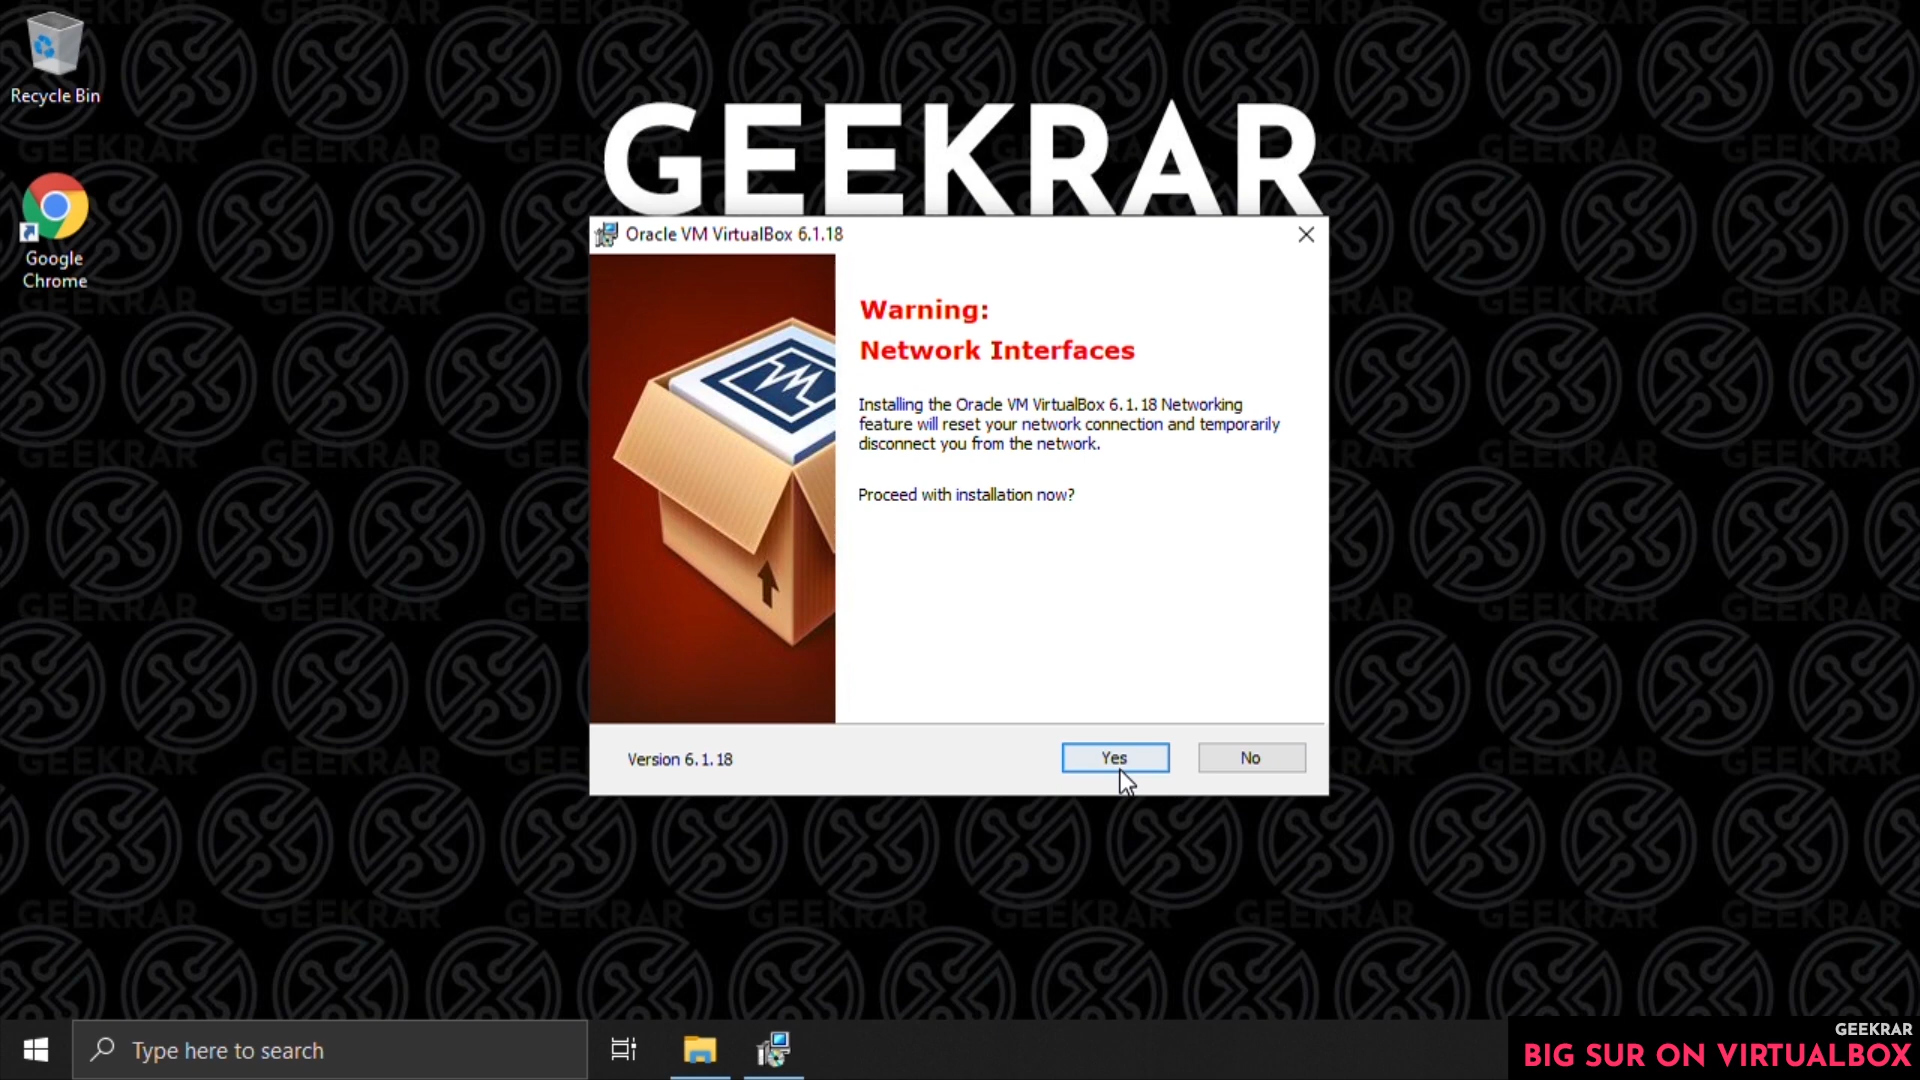 Recycle Bin
GEEKRAR
Google
Chrome
Oracle VM VirtualBox 6.1.18
Warning:
Network Interfaces
Installing the Oracle VM VirtualBox 6.1.18 Networking
feature will reset your network connection and temporarily
disconnect you from the network.
Proceed with installation now?
Version 6.1.18
Yes
No
Type here to search
GEEKRAR
BIG SUR ON VIRTUALBOX